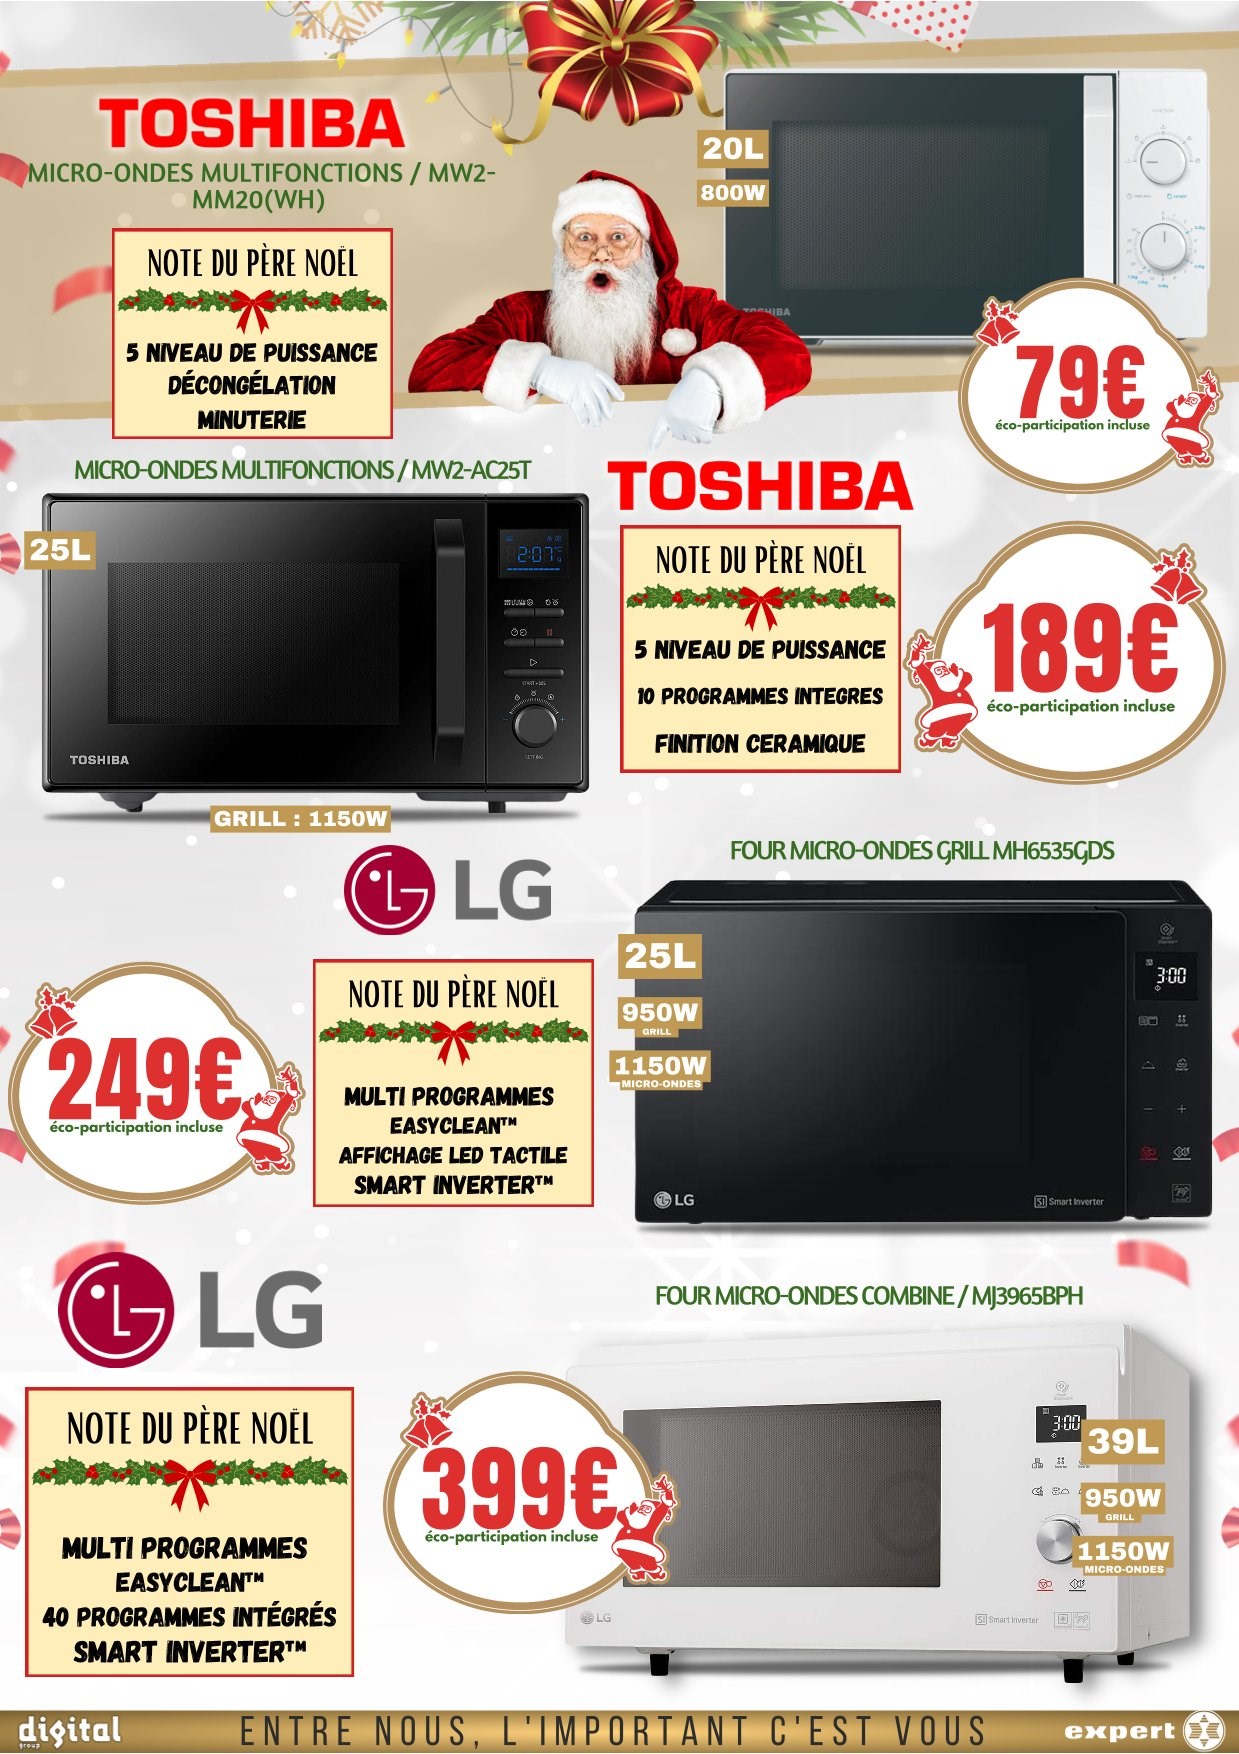 TOSHIBA
MICRO-ONDES MULTIFONCTIONS / MW2-
MM20(WH)
20L
800W
NOTE DU PÈRE NOËL
5 NIVEAU DE PUISSANCE
DÉCONGÉLATION
MINUTERIE
TOSHIBA
79€
éco-participation incluse
MICRO-ONDES MULTIFONCTIONS / MW2-AC25T
25L
2:07
TOSHIBA
GRILL : 1150W
TOSHIBA
NOTE DU PÈRE NOËL
5 NIVEAU DE PUISSANCE
10 PROGRAMMES INTEGRES
FINITION CERAMIQUE
189€
éco-participation incluse
LG
FOUR MICRO-ONDES GRILL MH6535GDS
249€
éco-participation incluse
NOTE DU PÈRE NOËL
MULTI PROGRAMMES
EASYCLEAN™
AFFICHAGE LED TACTILE
SMART INVERTER™
25L
950W
GRILL
1150W
MICRO-ONDES
3:00
LG
SI Smart Inverter
LG
FOUR MICRO-ONDES COMBINE / MJ3965BPH
NOTE DU PÈRE NOËL
MULTI PROGRAMMES
EASYCLEAN™
40 PROGRAMMES INTÉGRÉS
SMART INVERTER™
399€
éco-participation incluse
3:00
39L
950W
GRILL
1150W
MICRO-ONDES
LG
SI Smart Inverter
digital
group
ENTRE NOUS, L'IMPORTANT C'EST VOUS
expert